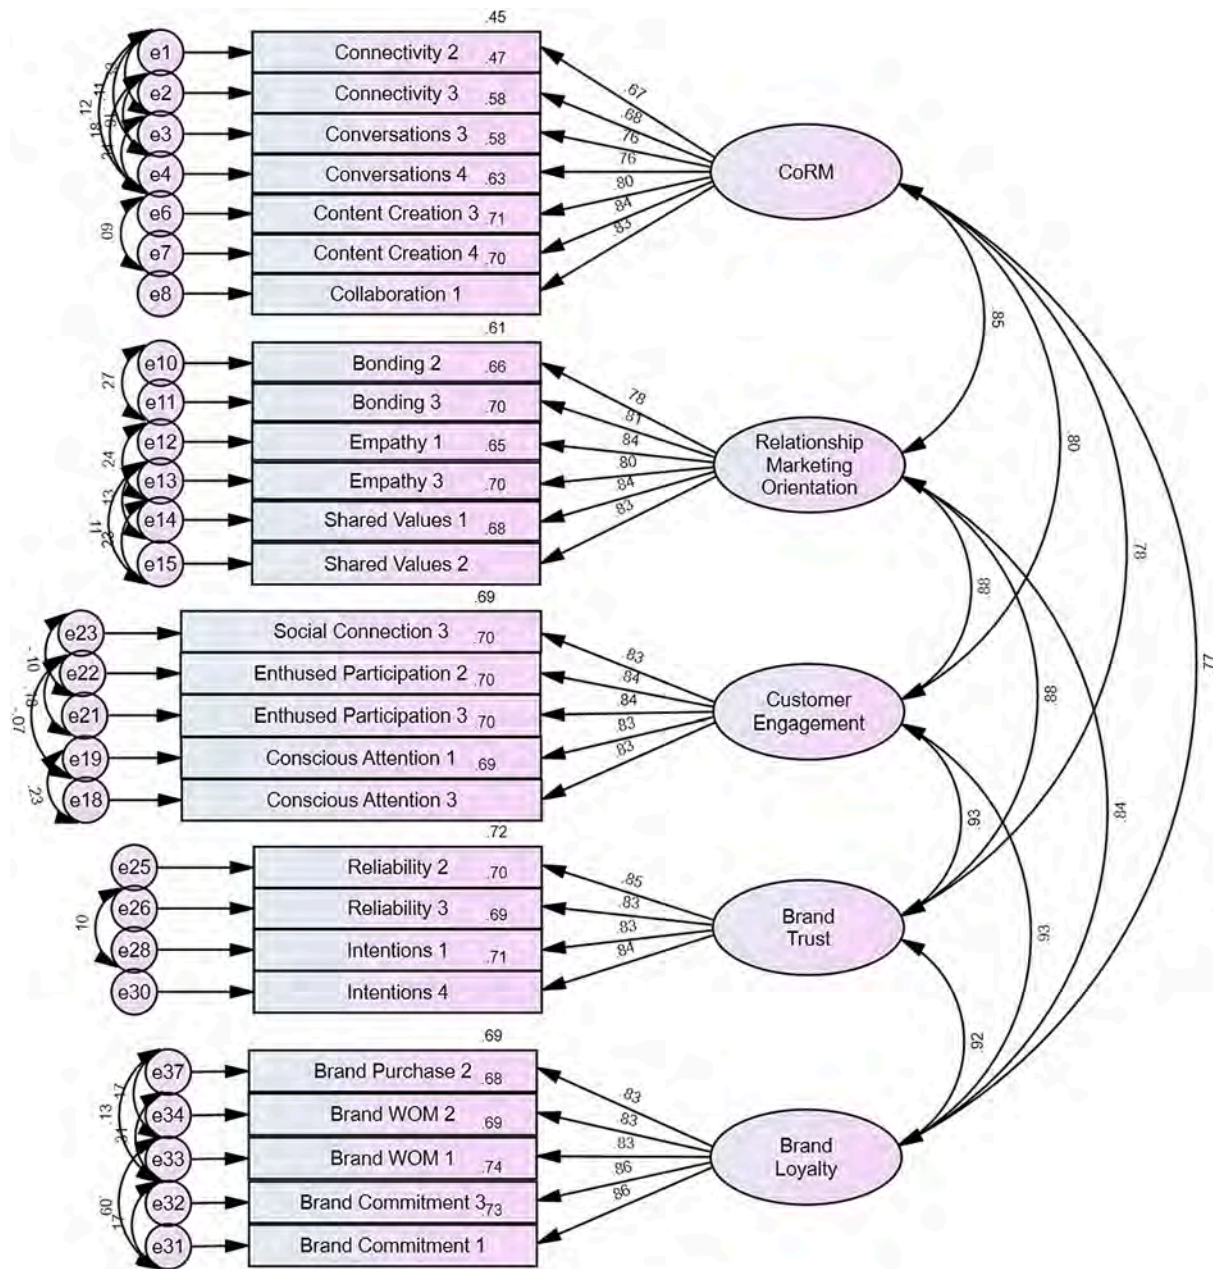 .45
e1 Connectivity 2 .47
e2 Connectivity 3 .58
e3 Conversations 3 .58
e4 Conversations 4 .63
e6 Content Creation 3 .71
e7 Content Creation 4 .70
e8 Collaboration 1
.12
.18
.11
.09
.67
.68
.76
.76
.80
.84
.83
CoRM
.61
e10 Bonding 2 .66
e11 Bonding 3 .70
e12 Empathy 1 .65
e13 Empathy 3 .70
e14 Shared Values 1 .68
e15 Shared Values 2
.27
.24
.13
.11
.78
.81
.84
.80
.84
.83
Relationship
Marketing
Orientation
.69
e23 Social Connection 3 .70
e22 Enthused Participation 2 .70
e21 Enthused Participation 3 .70
e19 Conscious Attention 1 .69
e18 Conscious Attention 3
-.10
-.07
.23
.83
.84
.84
.83
.83
Customer
Engagement
.72
e25 Reliability 2 .70
e26 Reliability 3 .69
e28 Intentions 1 .71
e30 Intentions 4
.10
.85
.83
.83
.84
Brand
Trust
.69
e37 Brand Purchase 2 .68
e34 Brand WOM 2 .69
e33 Brand WOM 1 .74
e32 Brand Commitment 3 .73
e31 Brand Commitment 1
.17
.13
.17
.83
.83
.83
.86
.86
Brand
Loyalty
.85
.80
.78
.77
.88
.88
.84
.93
.93
.92